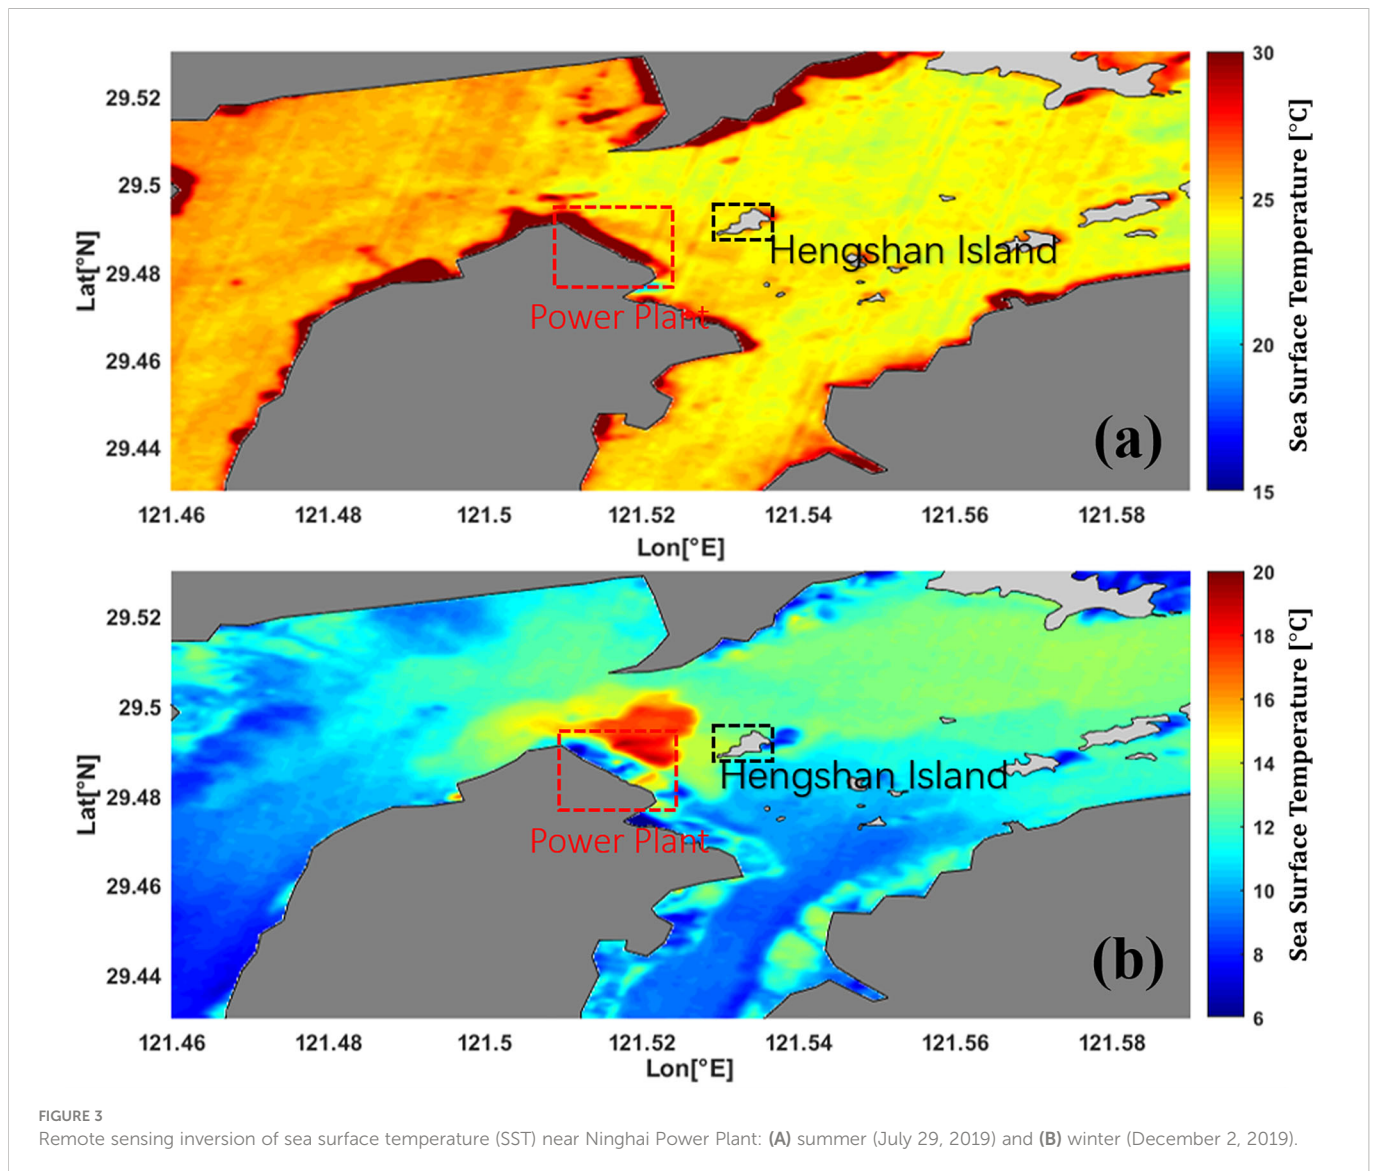 30
29.52
29.5
25
Hengshan Island
29.48
Lat[°N]
Sea Surface Temperature [°C]
Power Plant
20
29.46
(a)
29.44
15
121.46 121.48 121.5 121.52 121.54 121.56 121.58
Lon[°E]
20
29.52
18
16
29.5
14
Hengshan Island
29.48
Lat[°N]
Sea Surface Temperature [°C]
12
Power Plant
29.46
10
(b)
8
29.44
6
121.46 121.48 121.5 121.52 121.54 121.56 121.58
Lon[°E]
FIGURE 3
Remote sensing inversion of sea surface temperature (SST) near Ninghai Power Plant: (A) summer (July 29, 2019) and (B) winter (December 2, 2019).